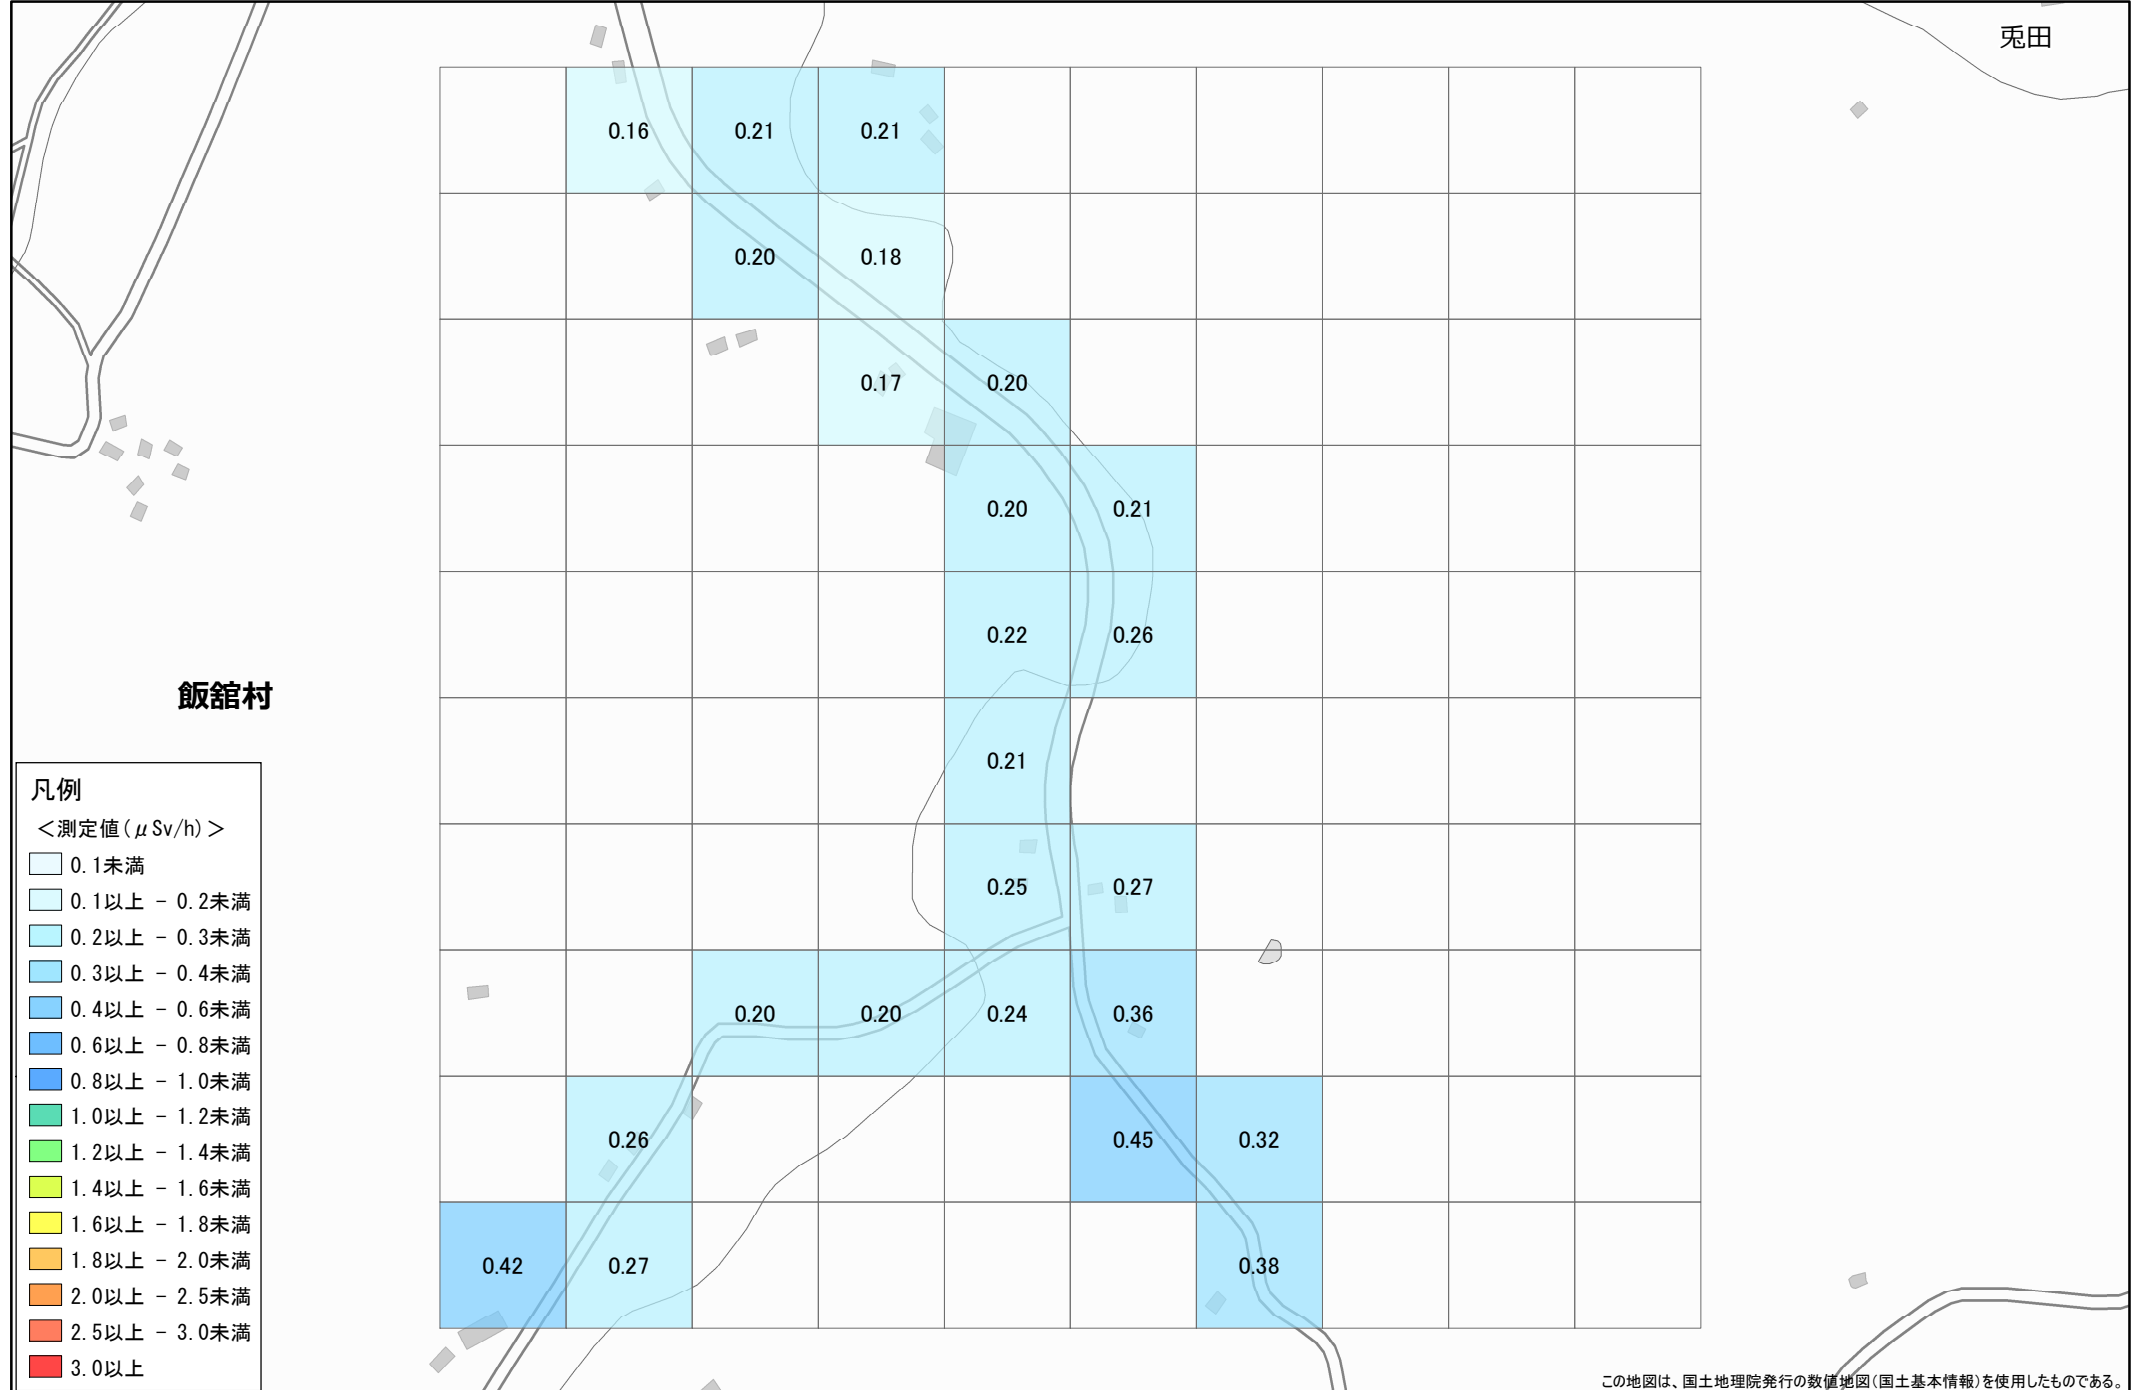 兎田
0.16 0.21 0.21
0.20 0.18
0.17 0.20
0.20 0.21
0.22 0.26
飯舘村
0.21
0.25 0.27
0.20 0.20 0.24 0.36
0.26 0.45 0.32
0.42 0.27 0.38
凡例
＜測定値(μSv/h)＞
0.1未満
0.1以上 - 0.2未満
0.2以上 - 0.3未満
0.3以上 - 0.4未満
0.4以上 - 0.6未満
0.6以上 - 0.8未満
0.8以上 - 1.0未満
1.0以上 - 1.2未満
1.2以上 - 1.4未満
1.4以上 - 1.6未満
1.6以上 - 1.8未満
1.8以上 - 2.0未満
2.0以上 - 2.5未満
2.5以上 - 3.0未満
3.0以上
この地図は、国土地理院発行の数値地図(国土基本情報)を使用したものである。